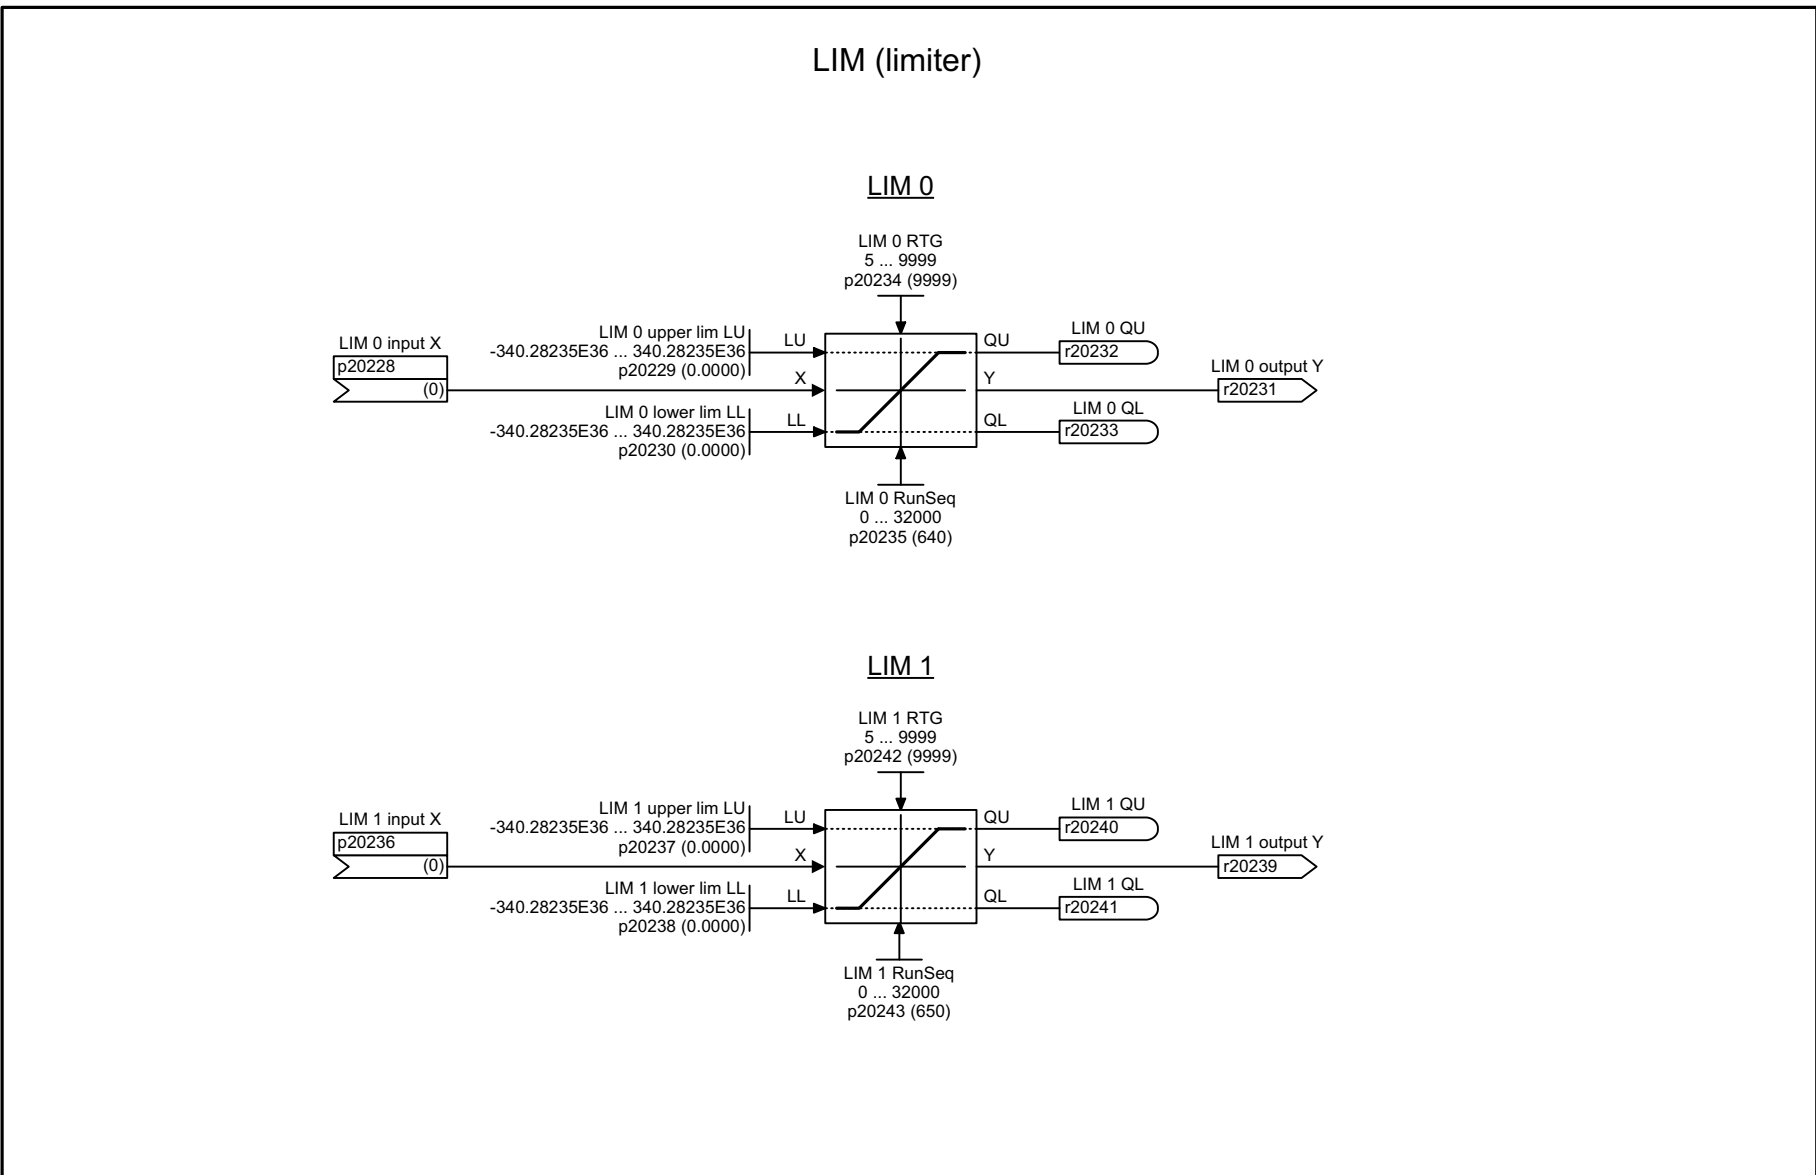 LIM (limiter)
LIM 0
LIM 0 RTG
5 ... 9999
p20234 (9999)
LIM 0 input X
p20228
(0)
LIM 0 upper lim LU
-340.28235E36 ... 340.28235E36
p20229 (0.0000)
LU
X
LIM 0 lower lim LL
-340.28235E36 ... 340.28235E36
p20230 (0.0000)
LL
QU
LIM 0 QU
r20232
Y
LIM 0 output Y
r20231
QL
LIM 0 QL
r20233
LIM 0 RunSeq
0 ... 32000
p20235 (640)
LIM 1
LIM 1 RTG
5 ... 9999
p20242 (9999)
LIM 1 input X
p20236
(0)
LIM 1 upper lim LU
-340.28235E36 ... 340.28235E36
p20237 (0.0000)
LU
X
LIM 1 lower lim LL
-340.28235E36 ... 340.28235E36
p20238 (0.0000)
LL
QU
LIM 1 QU
r20240
Y
LIM 1 output Y
r20239
QL
LIM 1 QL
r20241
LIM 1 RunSeq
0 ... 32000
p20243 (650)